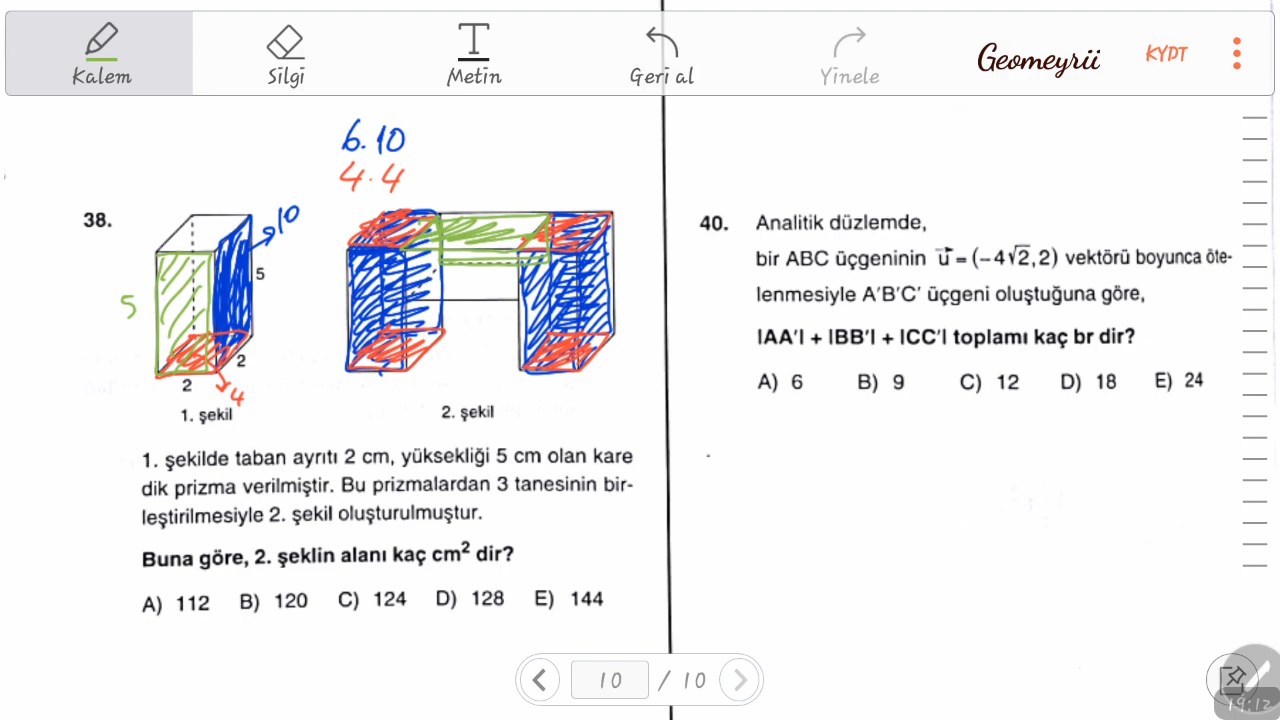 Kalem
Silgi
Metin
Geri al
Yinele
Geomeyrii
KYDT
6.10
4.4
38.
10
5
5
2
2
4
1. şekil
2. şekil
1. şekilde taban ayrıtı 2 cm, yüksekliği 5 cm olan kare
dik prizma verilmiştir. Bu prizmalardan 3 tanesinin bir-
leştirilmesiyle 2. şekil oluşturulmuştur.
Buna göre, 2. şeklin alanı kaç cm² dir?
A) 112 B) 120 C) 124 D) 128 E) 144
40. Analitik düzlemde,
bir ABC üçgeninin u⃗ = (−4√2, 2) vektörü boyunca öte-
lenmesiyle A'B'C' üçgeni oluştuğuna göre,
|AA'| + |BB'| + |CC'| toplamı kaç br dir?
A) 6 B) 9 C) 12 D) 18 E) 24
10 / 10
19:12